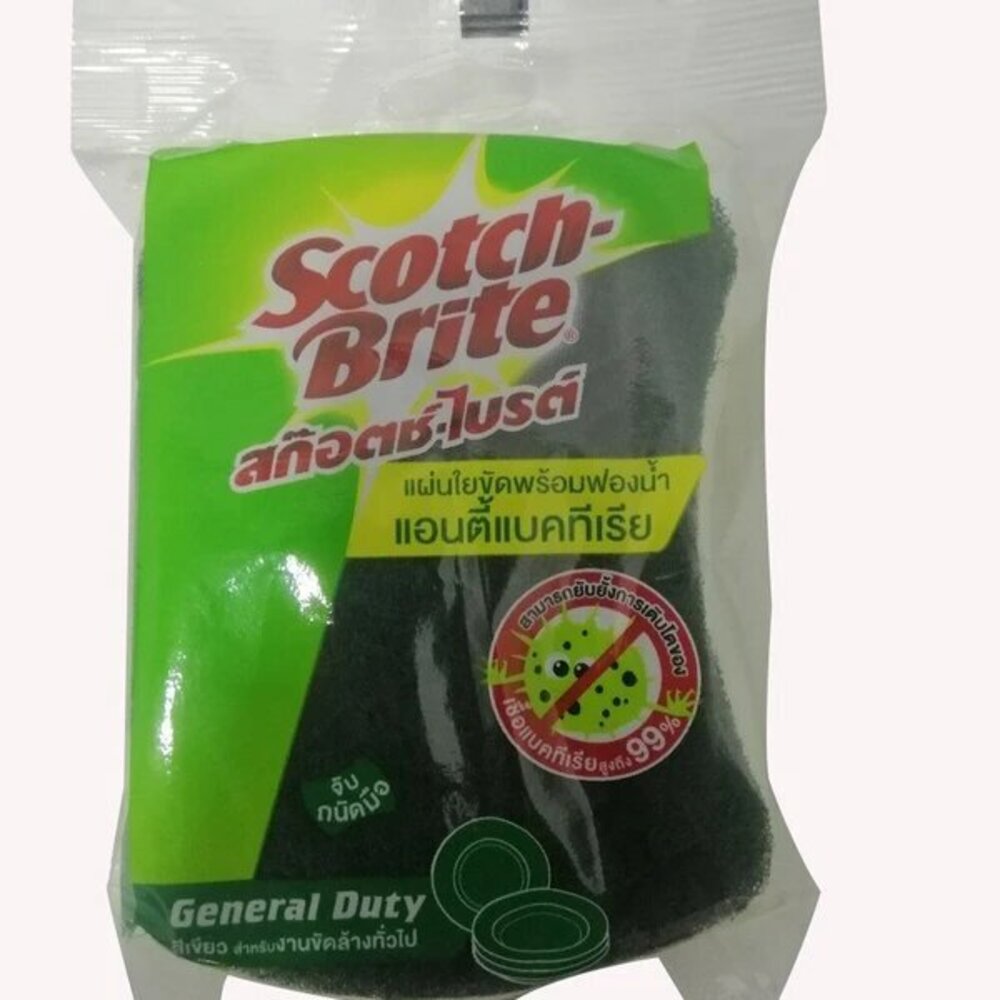 Scotch-
Brite®
สก๊อตช์-ไบรต์
แผ่นใยขัดพร้อมฟองน้ำ
แอนตี้แบคทีเรีย
สามารถยับยั้งการเติบโตของ
เชื้อแบคทีเรียสูงถึง 99%
จับ
ถนัดมือ
General Duty
สีเขียว สำหรับงานขัดล้างทั่วไป